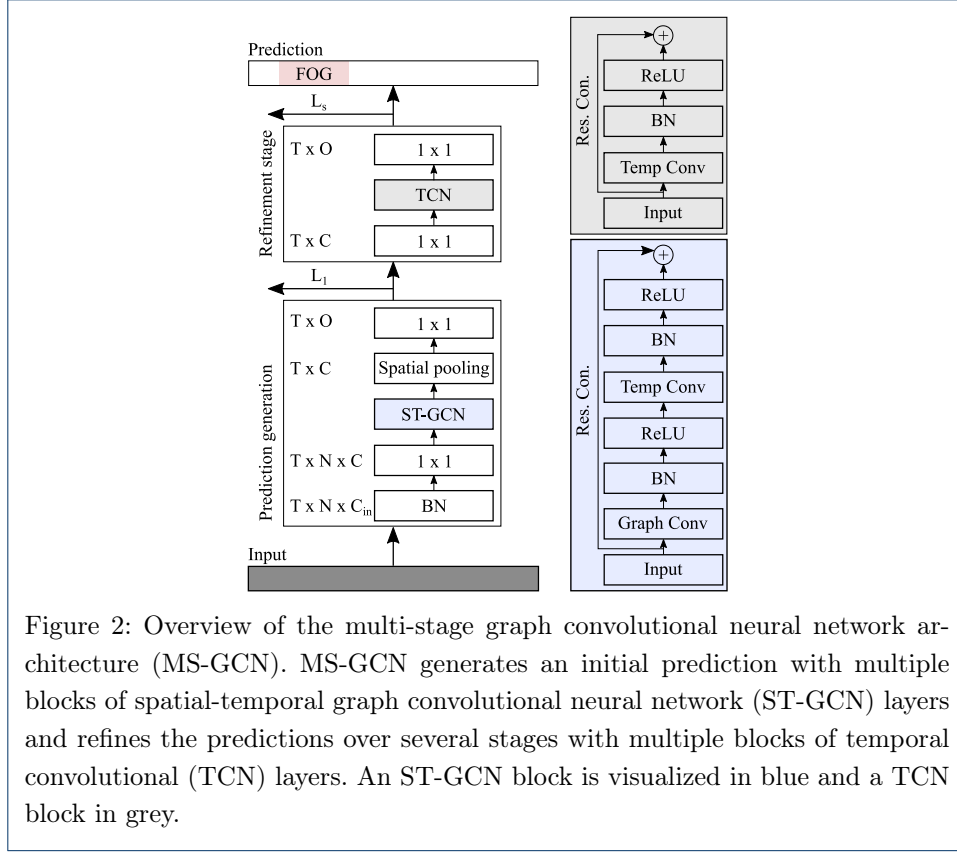 Prediction
FOG
L_s
Refinement stage
T x O
1 x 1
TCN
T x C
1 x 1
L_1
Prediction generation
T x O
1 x 1
T x C
Spatial pooling
ST-GCN
T x N x C
1 x 1
T x N x C_in
BN
Input
+
Res. Con.
ReLU
BN
Temp Conv
Input
+
Res. Con.
ReLU
BN
Temp Conv
ReLU
BN
Graph Conv
Input
Figure 2: Overview of the multi-stage graph convolutional neural network ar-
chitecture (MS-GCN). MS-GCN generates an initial prediction with multiple
blocks of spatial-temporal graph convolutional neural network (ST-GCN) layers
and refines the predictions over several stages with multiple blocks of temporal
convolutional (TCN) layers. An ST-GCN block is visualized in blue and a TCN
block in grey.